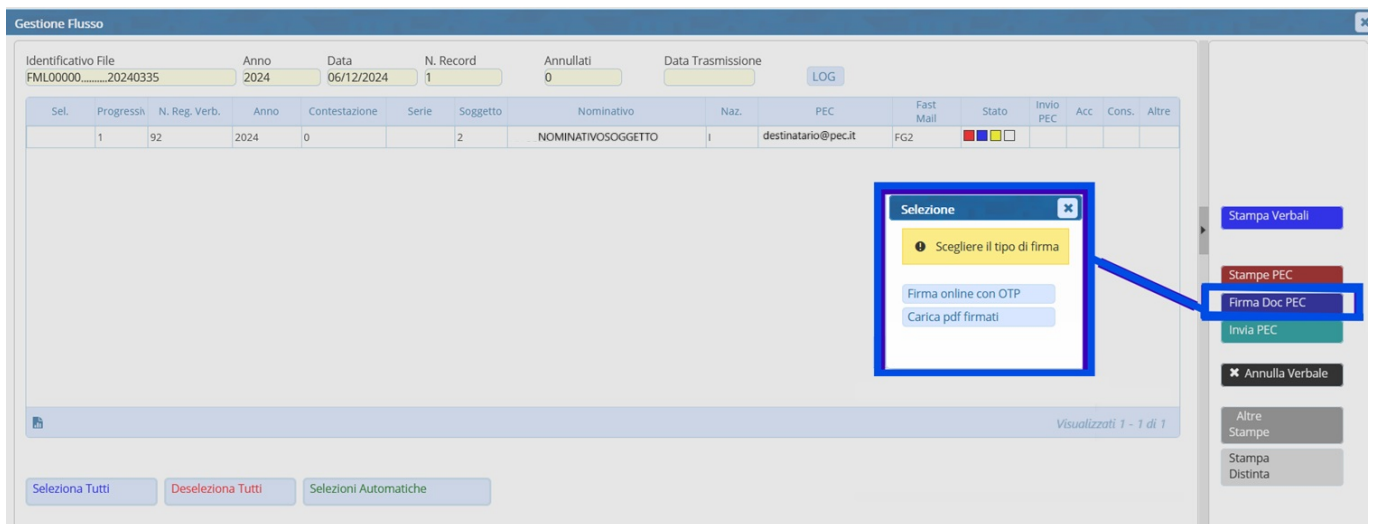 Gestione Flusso
Identificativo File Anno Data N. Record Annullati Data Trasmissione
FML00000..........20240335 2024 06/12/2024 1 0 LOG
Sel. Progressiv N. Reg. Verb. Anno Contestazione Serie Soggetto Nominativo Naz. PEC Fast Mail Stato Invio PEC Acc Cons. Altre
1 92 2024 0 2 NOMINATIVOSOGGETTO I destinatario@pec.it FG2
Selezione
Scegliere il tipo di firma
Firma online con OTP
Carica pdf firmati
Visualizzati 1 - 1 di 1
Seleziona Tutti Deseleziona Tutti Selezioni Automatiche
Stampa Verbali
Stampe PEC
Firma Doc PEC
Invia PEC
Annulla Verbale
Altre
Stampe
Stampa
Distinta